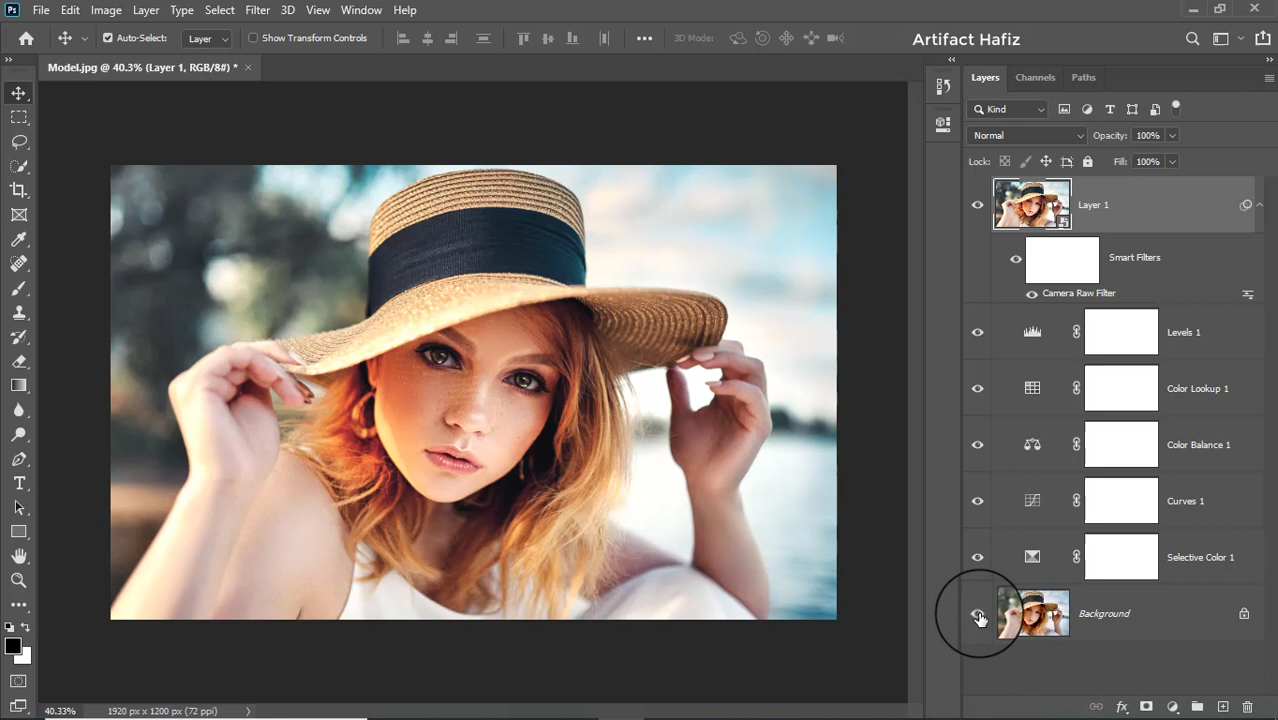 Ps File Edit Image Layer Type Select Filter 3D View Window Help
Auto-Select: Layer Show Transform Controls 3D Mode: Artifact Hafiz
Model.jpg @ 40.3% (Layer 1, RGB/8#) *
Layers Channels Paths
Kind
Normal Opacity: 100%
Lock: Fill: 100%
Layer 1
Smart Filters
Camera Raw Filter
Levels 1
Color Lookup 1
Color Balance 1
Curves 1
Selective Color 1
Background
40.33% 1920 px x 1200 px (72 ppi)